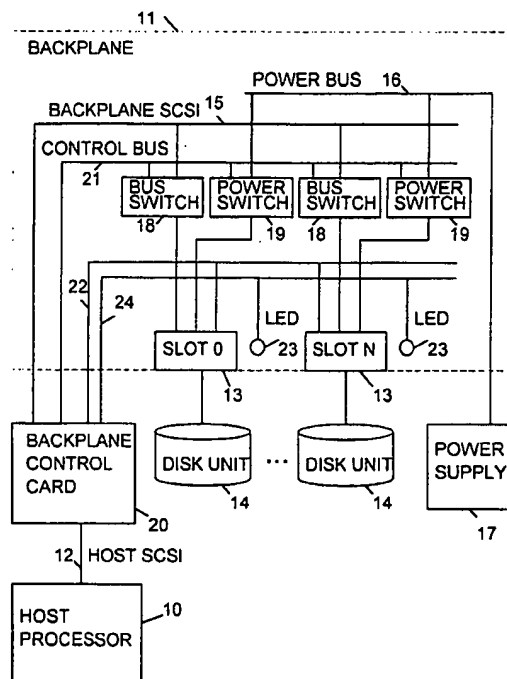 11
BACKPLANE
POWER BUS 16
BACKPLANE SCSI 15
CONTROL BUS
21
BUS SWITCH
POWER SWITCH
BUS SWITCH
POWER SWITCH
18
19
18
19
22
24
LED
LED
SLOT 0
23
SLOT N
23
13
13
BACKPLANE
CONTROL
CARD
DISK UNIT
...
DISK UNIT
POWER
SUPPLY
14
14
20
17
12 HOST SCSI
HOST
PROCESSOR
10